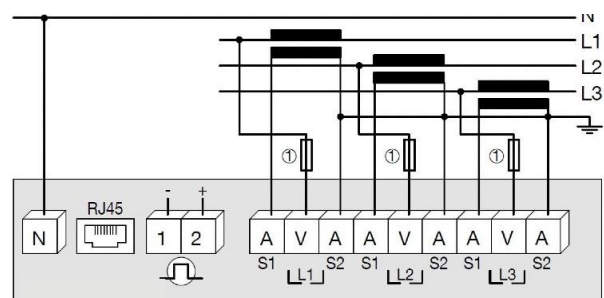 N
L1
L2
L3
① ① ①
- +
RJ45
N 1 2 A V A A V A A V A
S1 S2 S1 S2 S1 S2
L1 L2 L3